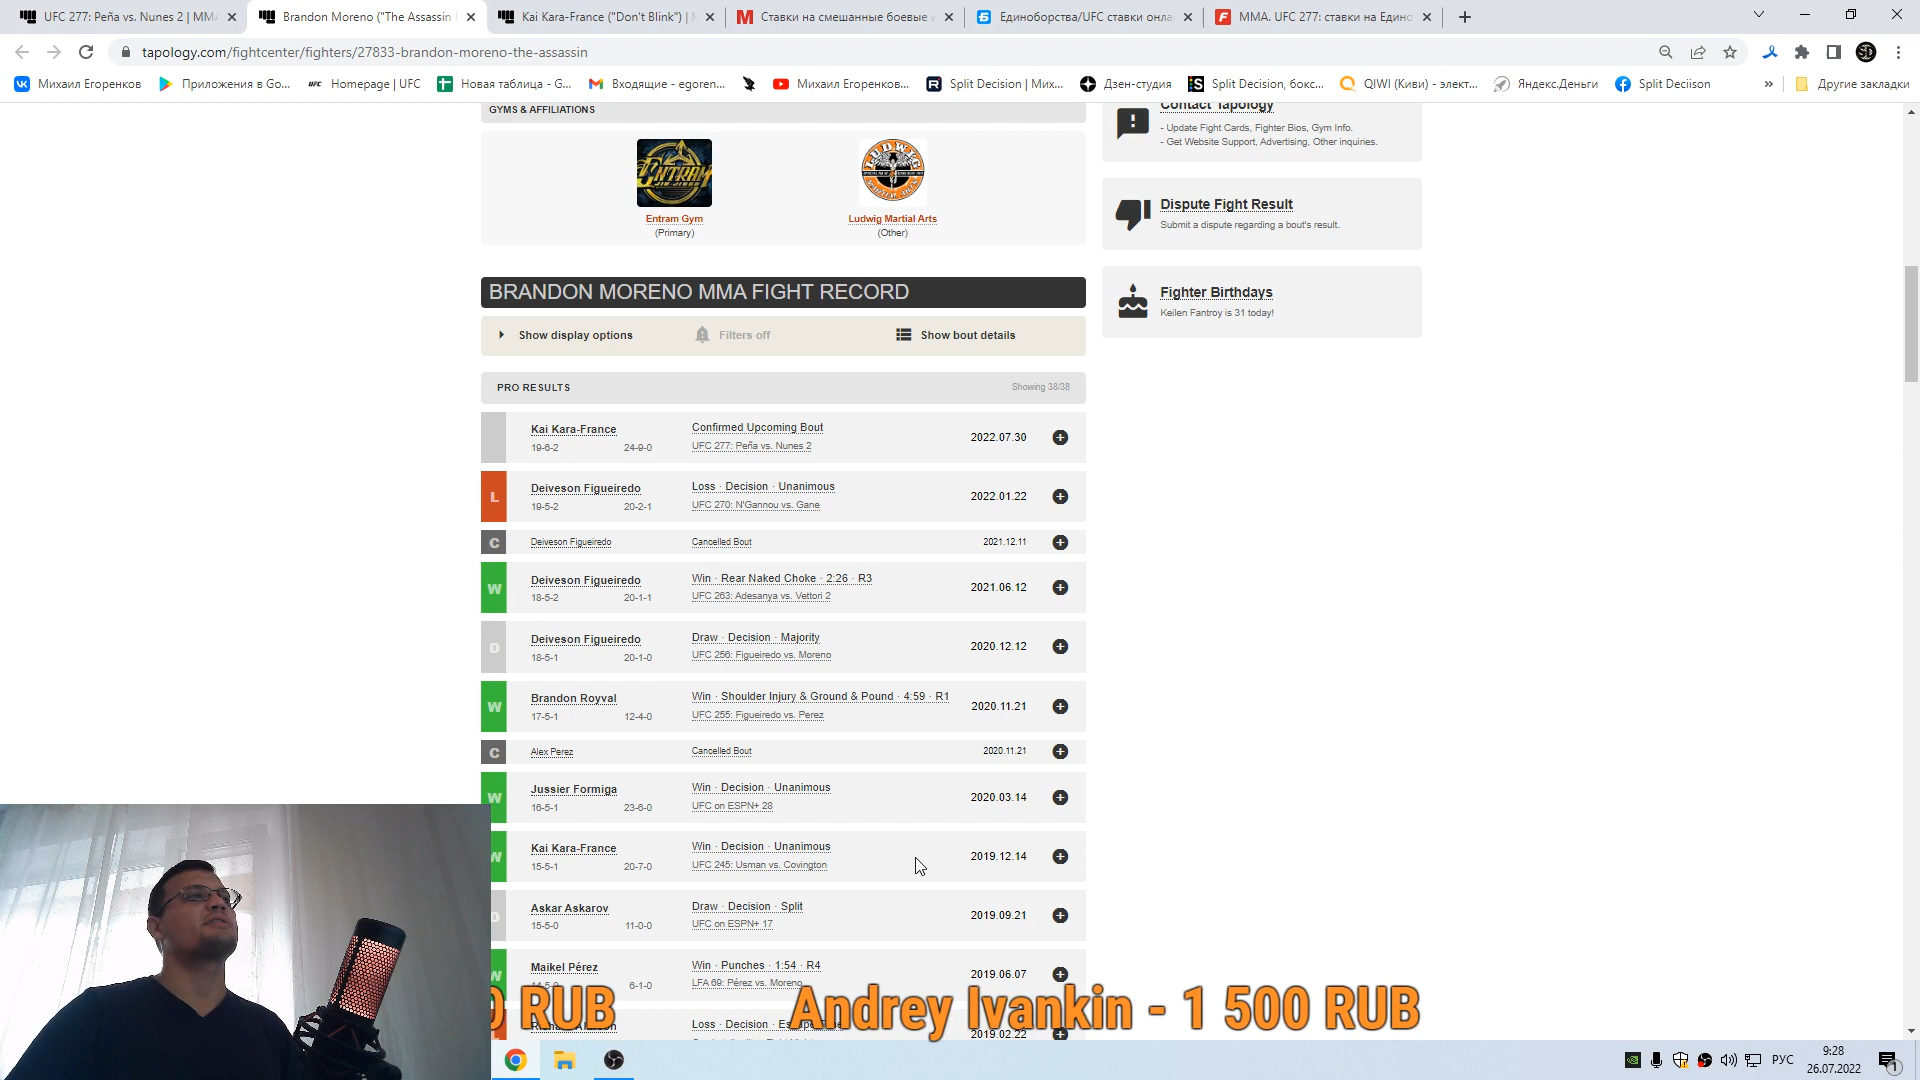 UFC 277: Peña vs. Nunes 2 | MMA
Brandon Moreno ("The Assassin
Kai Kara-France ("Don't Blink") | M
Ставки на смешанные боевые и
Единоборства/UFC ставки онла
MMA. UFC 277: ставки на Едино
tapology.com/fightcenter/fighters/27833-brandon-moreno-the-assassin
Михаил Егоренков
Приложения в Go...
Homepage | UFC
Новая таблица - G...
Входящие - egoren...
Михаил Егоренков...
Split Decision | Мих...
Дзен-студия
Split Decision, бокс...
QIWI (Киви) - элект...
Яндекс.Деньги
Split Deciison
»
Другие закладки
GYMS & AFFILIATIONS
ENTRAM
JIU-JITSU
LUDWIG
Entram Gym
(Primary)
Ludwig Martial Arts
(Other)
Contact Tapology
- Update Fight Cards, Fighter Bios, Gym Info.
- Get Website Support, Advertising, Other inquiries.
Dispute Fight Result
Submit a dispute regarding a bout's result.
Fighter Birthdays
Keilen Fantroy is 31 today!
BRANDON MORENO MMA FIGHT RECORD
Show display options
Filters off
Show bout details
PRO RESULTS
Showing 38/38
Kai Kara-France Confirmed Upcoming Bout 2022.07.30
19-6-2 24-9-0 UFC 277: Peña vs. Nunes 2
L Deiveson Figueiredo Loss · Decision · Unanimous 2022.01.22
19-5-2 20-2-1 UFC 270: N'Gannou vs. Gane
C Deiveson Figueiredo Cancelled Bout 2021.12.11
W Deiveson Figueiredo Win · Rear Naked Choke · 2:26 · R3 2021.06.12
18-5-2 20-1-1 UFC 263: Adesanya vs. Vettori 2
D Deiveson Figueiredo Draw · Decision · Majority 2020.12.12
18-5-1 20-1-0 UFC 256: Figueiredo vs. Moreno
W Brandon Royval Win · Shoulder Injury & Ground & Pound · 4:59 · R1 2020.11.21
17-5-1 12-4-0 UFC 255: Figueiredo vs. Perez
C Alex Perez Cancelled Bout 2020.11.21
W Jussier Formiga Win · Decision · Unanimous 2020.03.14
16-5-1 23-6-0 UFC on ESPN+ 28
W Kai Kara-France Win · Decision · Unanimous 2019.12.14
15-5-1 20-7-0 UFC 245: Usman vs. Covington
D Askar Askarov Draw · Decision · Split 2019.09.21
15-5-0 11-0-0 UFC on ESPN+ 17
W Maikel Pérez Win · Punches · 1:54 · R4 2019.06.07
6-1-0 LFA 69: Pérez vs. Moreno
Loss · Decision 2019.02.22
0 RUB Andrey Ivankin - 1 500 RUB
РУС
9:28
26.07.2022
1